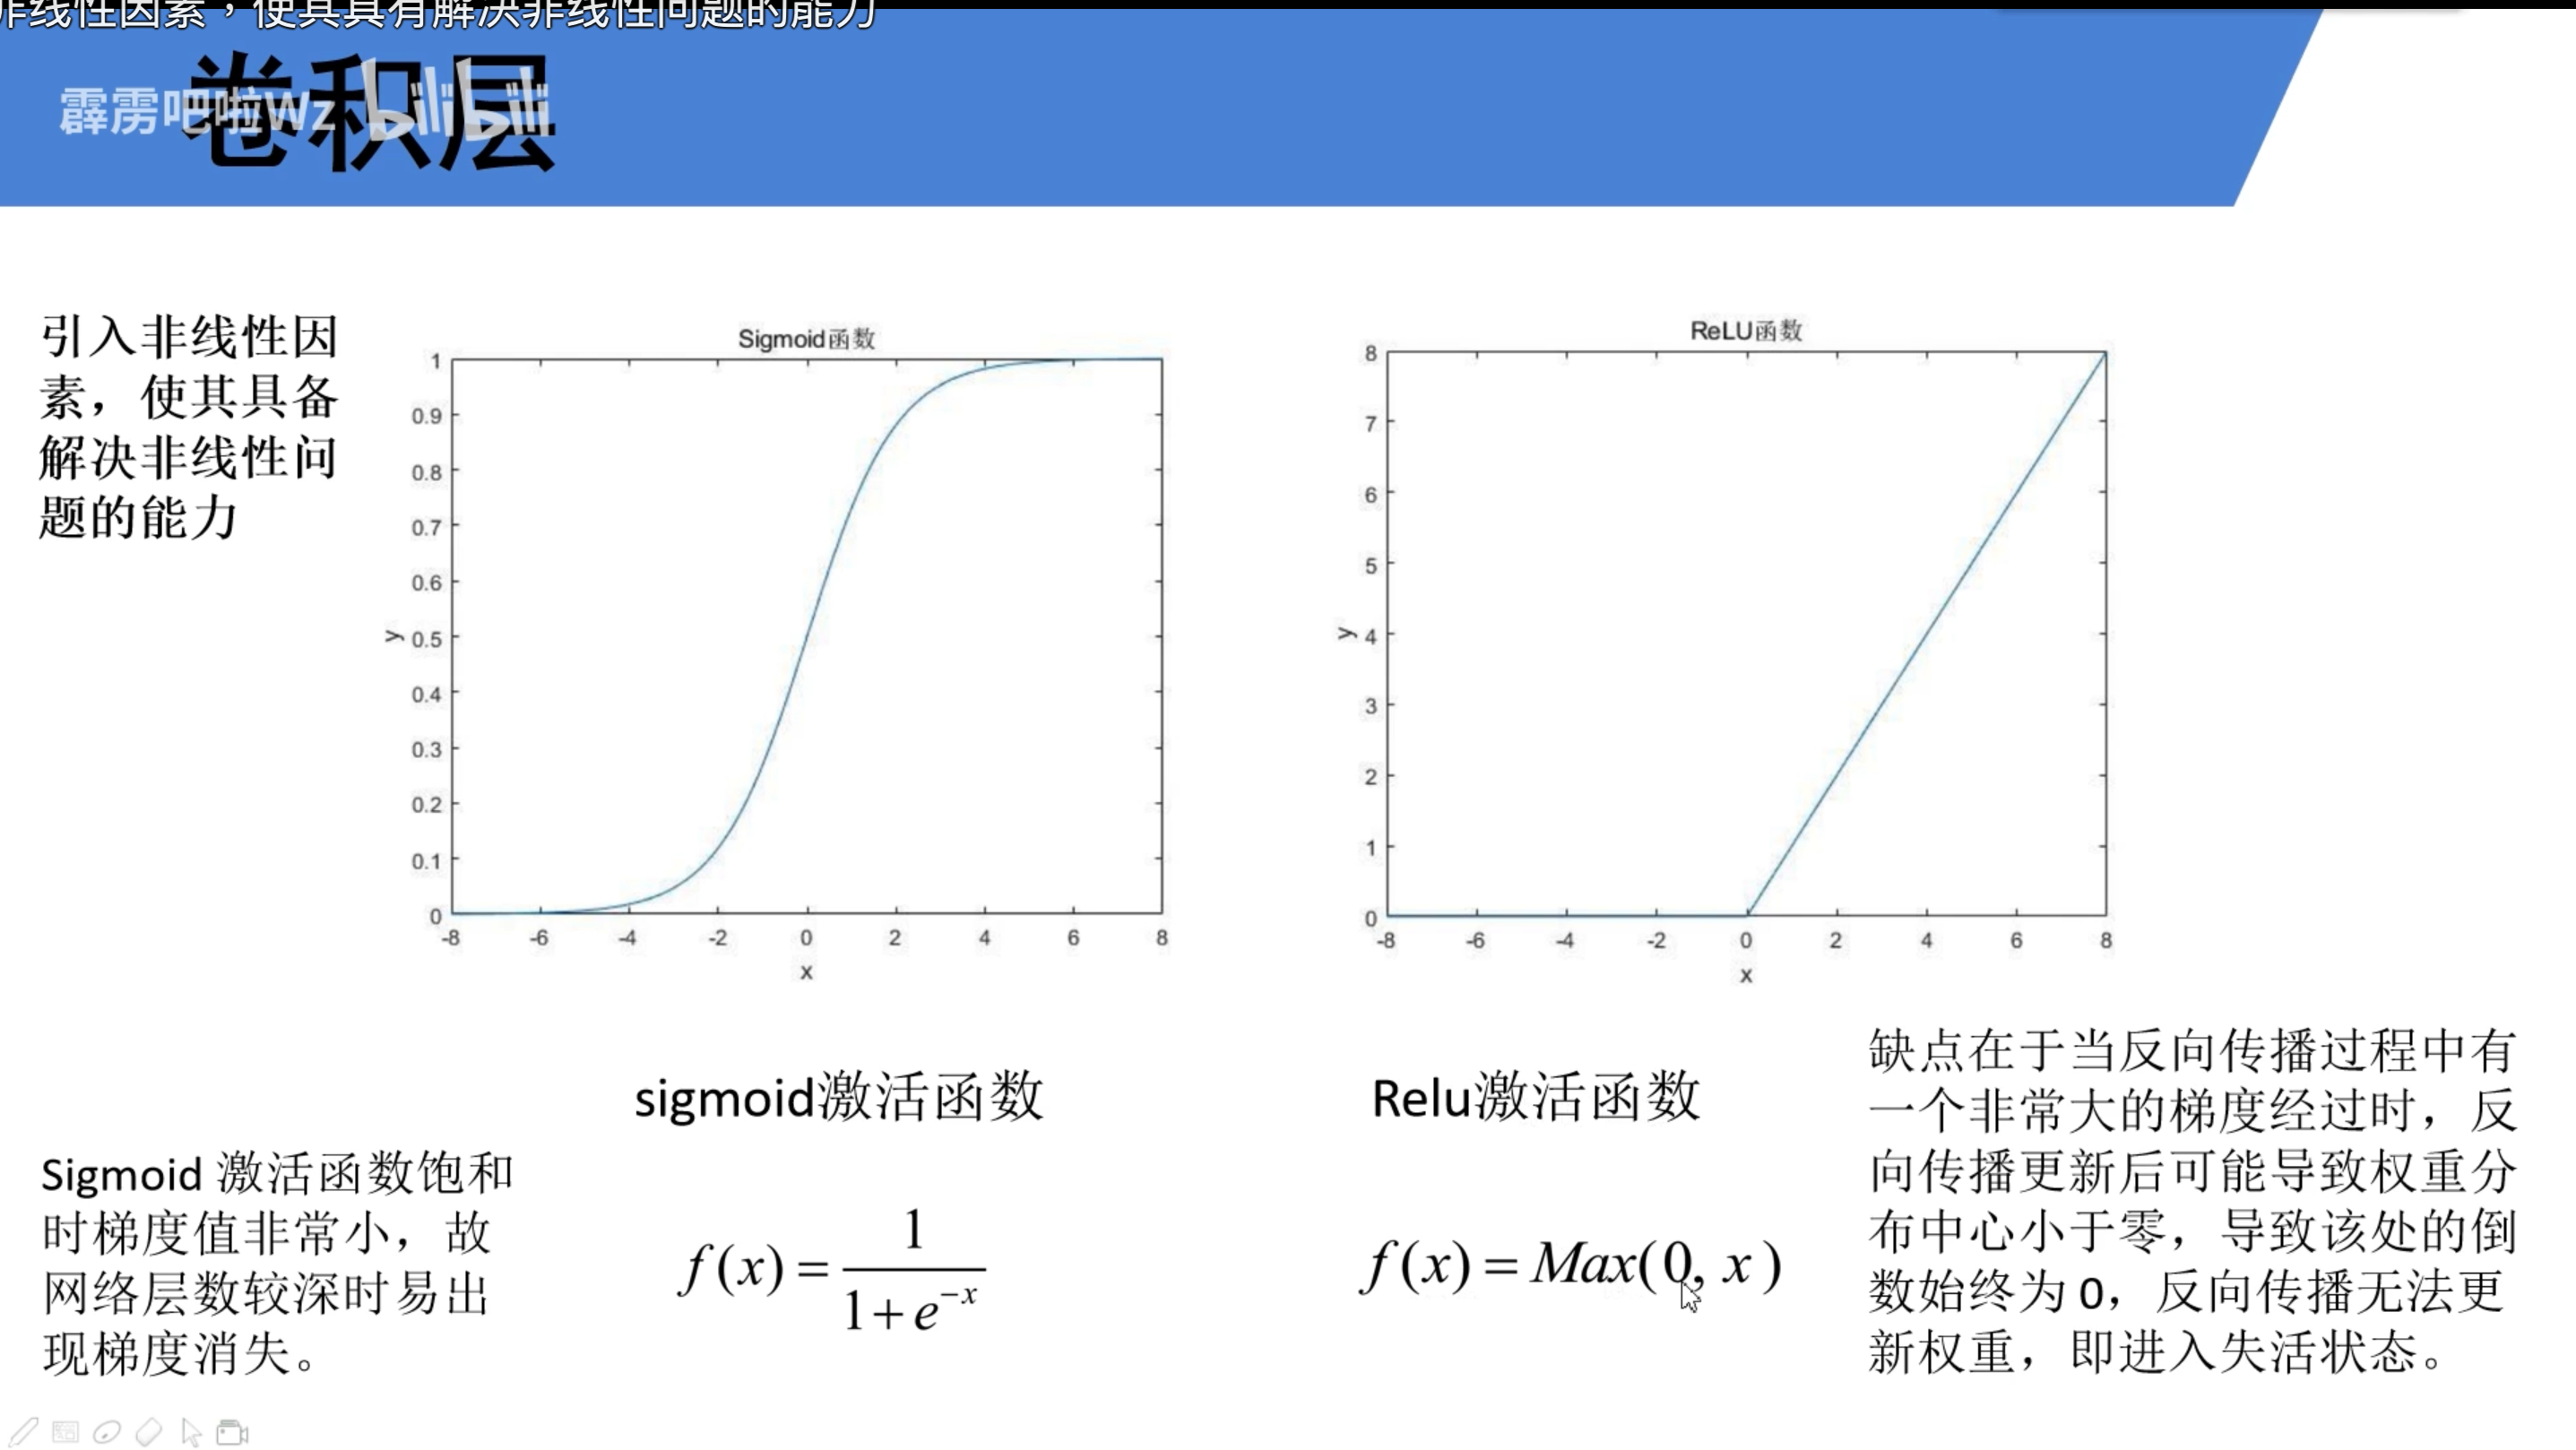 非线性因素，使其具有解决非线性问题的能力
卷积层
霹雳吧啦Wz bilibili
引入非线性因
素，使其具备
解决非线性问
题的能力
Sigmoid函数
1
0.9
0.8
0.7
0.6
0.5
0.4
0.3
0.2
0.1
0
y
-8 -6 -4 -2 0 2 4 6 8
x
ReLU函数
8
7
6
5
4
3
2
1
0
y
-8 -6 -4 -2 0 2 4 6 8
x
sigmoid激活函数
Sigmoid 激活函数饱和
时梯度值非常小，故
网络层数较深时易出
现梯度消失。
f(x) = 1 / (1 + e^{-x})
Relu激活函数
f(x) = Max(0, x)
缺点在于当反向传播过程中有
一个非常大的梯度经过时，反
向传播更新后可能导致权重分
布中心小于零，导致该处的倒
数始终为 0，反向传播无法更
新权重，即进入失活状态。